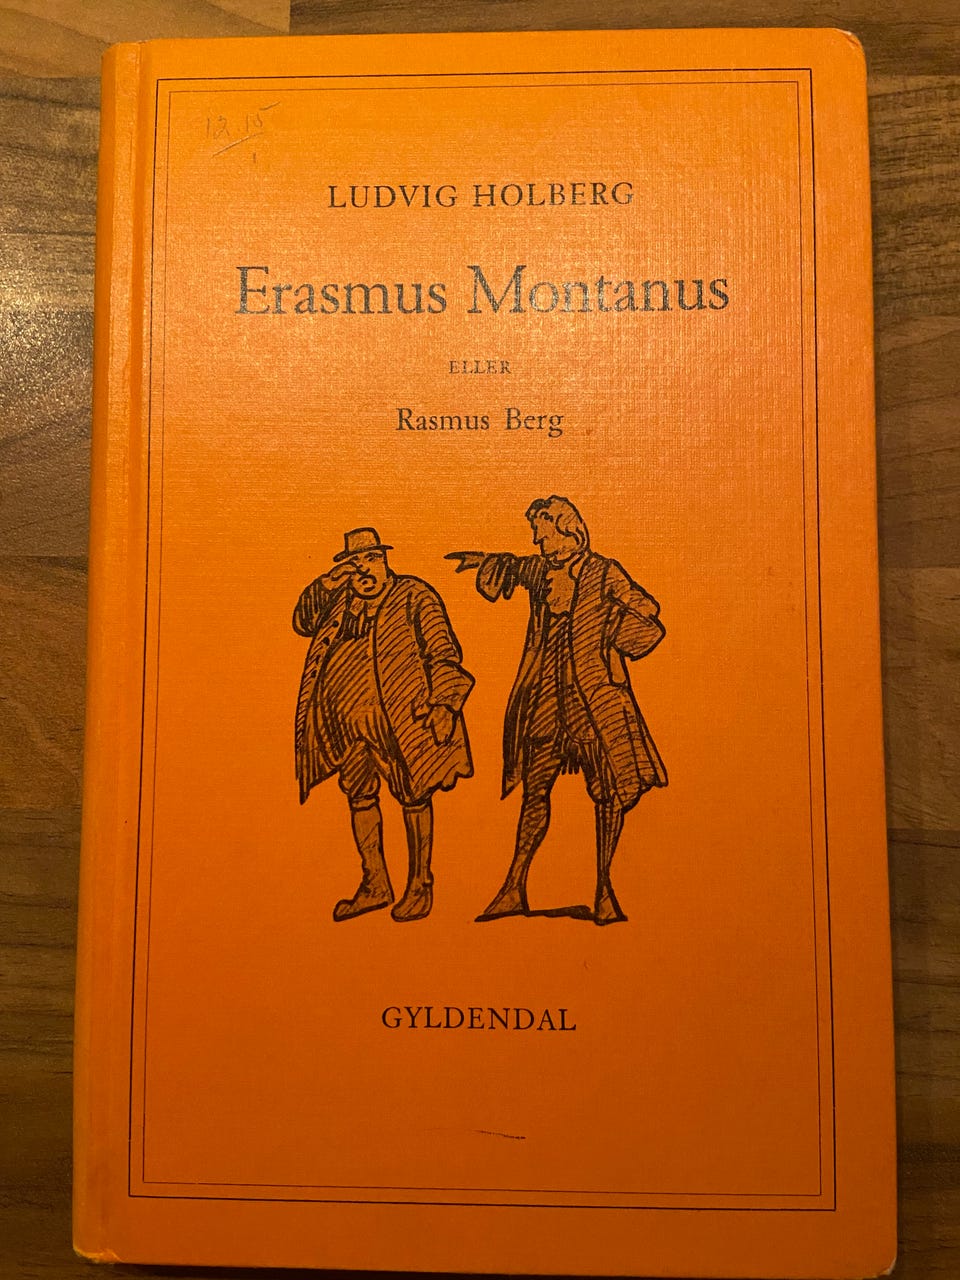 12.15
LUDVIG HOLBERG
Erasmus Montanus
ELLER
Rasmus Berg
GYLDENDAL